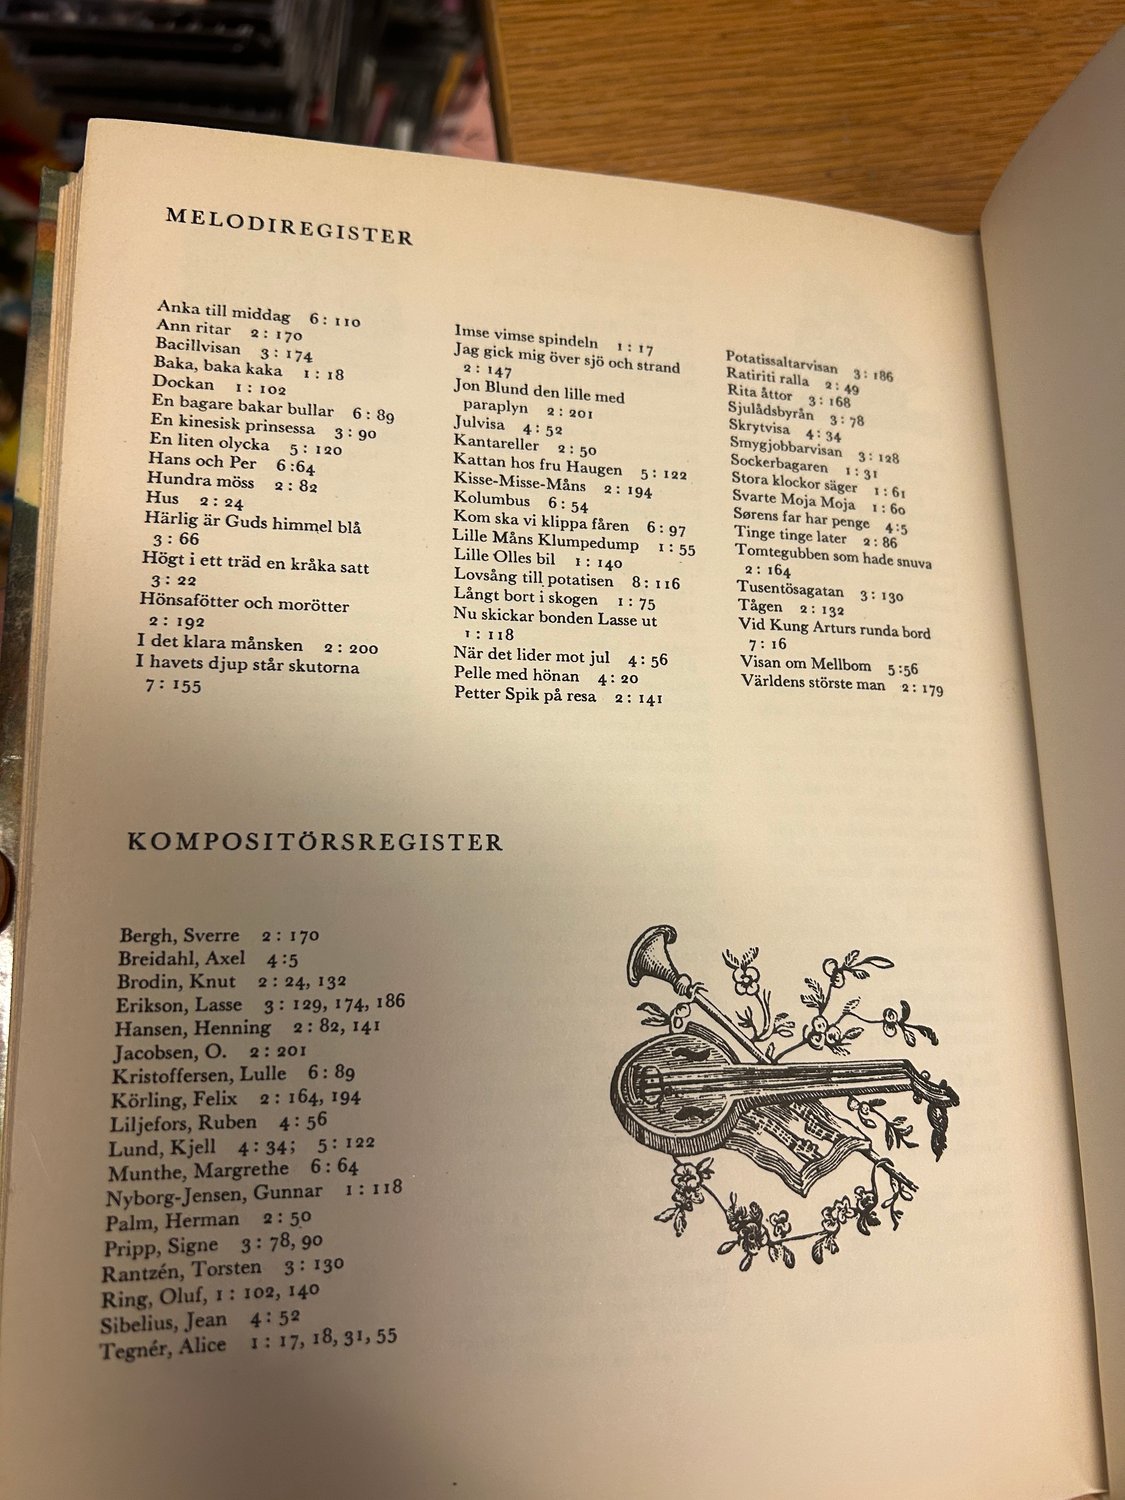 MELODIREGISTER
Anka till middag 6: 110
Ann ritar 2: 170
Bacillvisan 3: 174
Baka, baka kaka 1: 18
Dockan 1: 102
En bagare bakar bullar 6: 89
En kinesisk prinsessa 3: 90
En liten olycka 5: 120
Hans och Per 6:64
Hundra möss 2: 82
Hus 2: 24
Härlig är Guds himmel blå
3: 66
Högt i ett träd en kråka satt
3: 22
Hönsafötter och morötter
2: 192
I det klara månsken 2: 200
I havets djup står skutorna
7: 155
Imse vimse spindeln 1: 17
Jag gick mig över sjö och strand
2: 147
Jon Blund den lille med
paraplyn 2: 201
Julvisa 4: 52
Kantareller 2: 50
Kattan hos fru Haugen 5: 122
Kisse-Misse-Måns 2: 194
Kolumbus 6: 54
Kom ska vi klippa fåren 6: 97
Lille Måns Klumpedump 1: 55
Lille Olles bil 1: 140
Lovsång till potatisen 8: 116
Långt bort i skogen 1: 75
Nu skickar bonden Lasse ut
1: 118
När det lider mot jul 4: 56
Pelle med hönan 4: 20
Petter Spik på resa 2: 141
Potatissaltarvisan 3: 186
Ratiriti ralla 2: 49
Rita åttor 3: 168
Sjulådsbyrån 3: 78
Skrytvisa 4: 34
Smygjobbarvisan 3: 128
Sockerbagaren 1: 31
Stora klockor säger 1: 61
Svarte Moja Moja 1: 60
Sørens far har penge 4:5
Tinge tinge later 2: 86
Tomtegubben som hade snuva
2: 164
Tusentösagatan 3: 130
Tågen 2: 132
Vid Kung Arturs runda bord
7: 16
Visan om Mellbom 5:56
Världens störste man 2: 179
KOMPOSITÖRSREGISTER
Bergh, Sverre 2: 170
Breidahl, Axel 4:5
Brodin, Knut 2: 24, 132
Erikson, Lasse 3: 129, 174, 186
Hansen, Henning 2: 82, 141
Jacobsen, O. 2: 201
Kristoffersen, Lulle 6: 89
Körling, Felix 2: 164, 194
Liljefors, Ruben 4: 56
Lund, Kjell 4: 34; 5: 122
Munthe, Margrethe 6: 64
Nyborg-Jensen, Gunnar 1: 118
Palm, Herman 2: 50
Pripp, Signe 3: 78, 90
Rantzén, Torsten 3: 130
Ring, Oluf, 1: 102, 140
Sibelius, Jean 4: 52
Tegnér, Alice 1: 17, 18, 31, 55